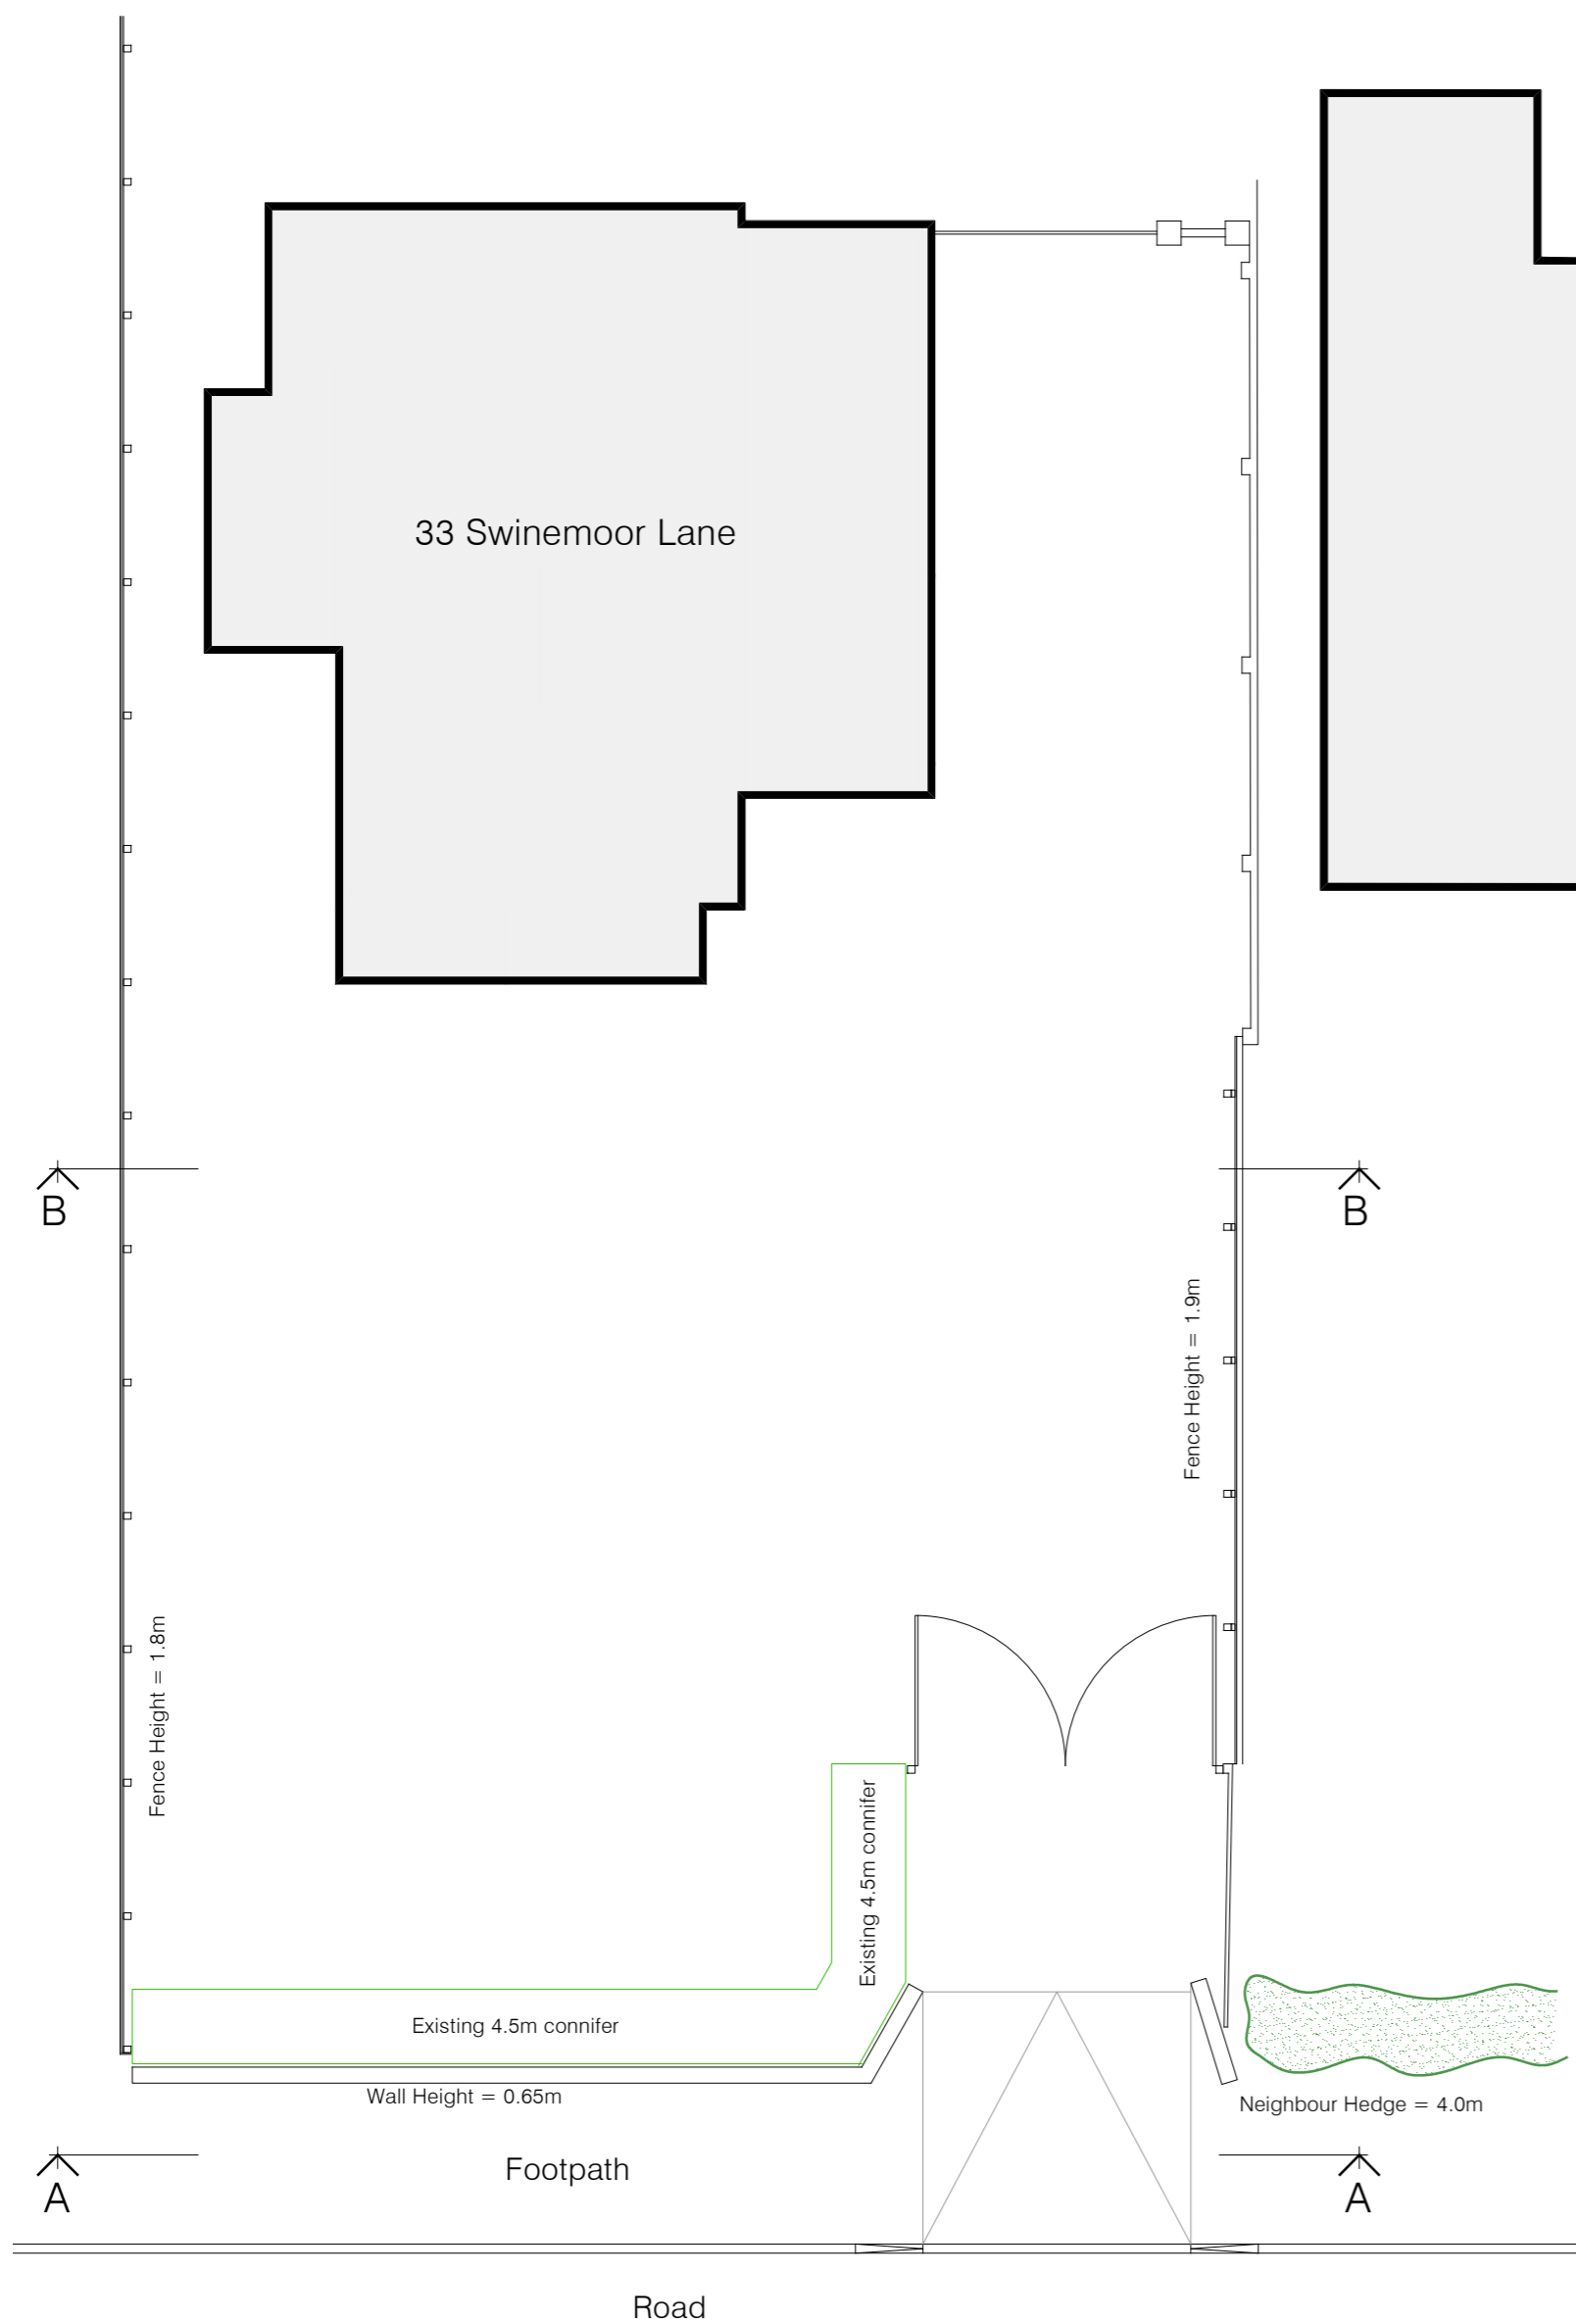 33 Swinemoor Lane
B
B
Fence Height = 1.9m
Fence Height = 1.8m
Existing 4.5m connifer
Existing 4.5m connifer
Wall Height = 0.65m
Neighbour Hedge = 4.0m
Footpath
A
A
Road